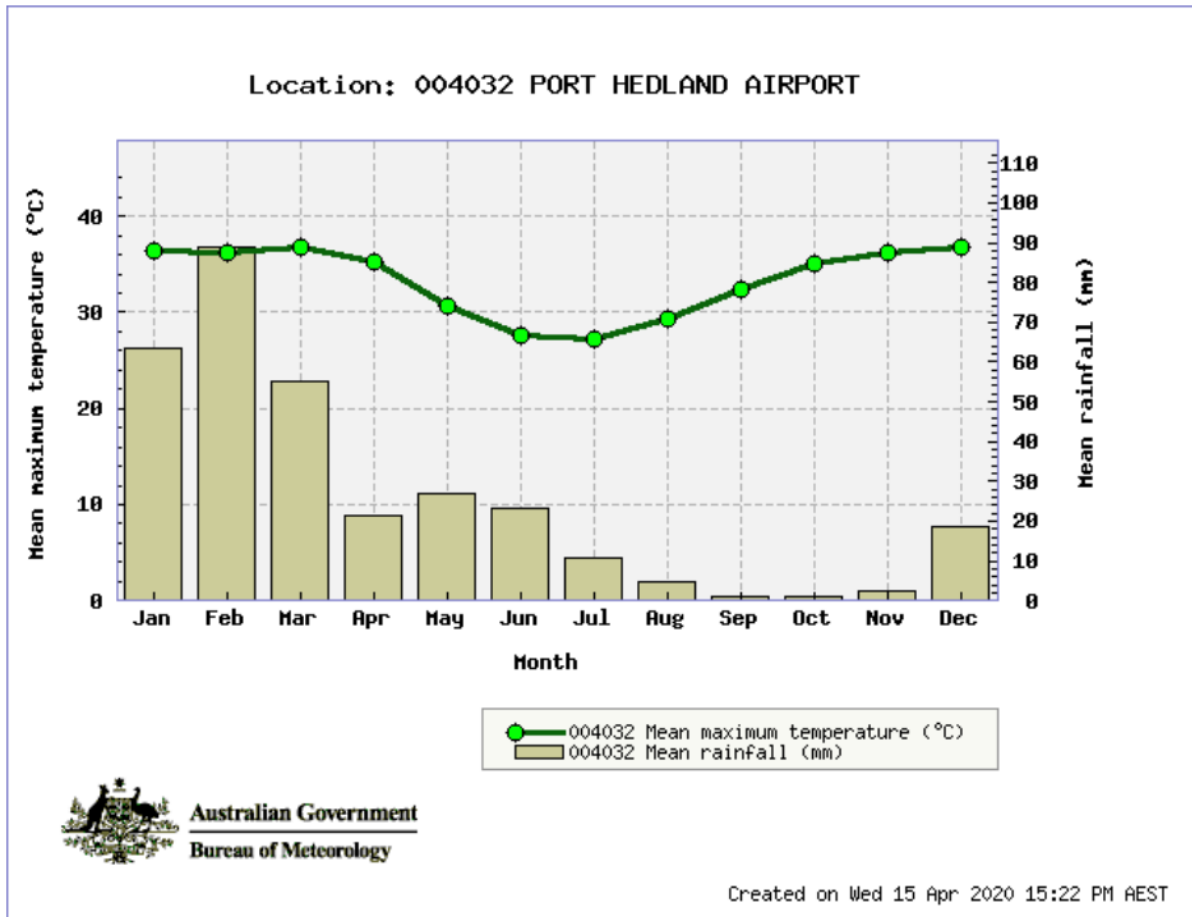 Location: 004032 PORT HEDLAND AIRPORT
Mean maximum temperature (°C)
40
30
20
10
0
110
100
90
80
70
60
50
40
30
20
10
0
Mean rainfall (mm)
Jan Feb Mar Apr May Jun Jul Aug Sep Oct Nov Dec
Month
004032 Mean maximum temperature (°C)
004032 Mean rainfall (mm)
Australian Government
Bureau of Meteorology
Created on Wed 15 Apr 2020 15:22 PM AEST